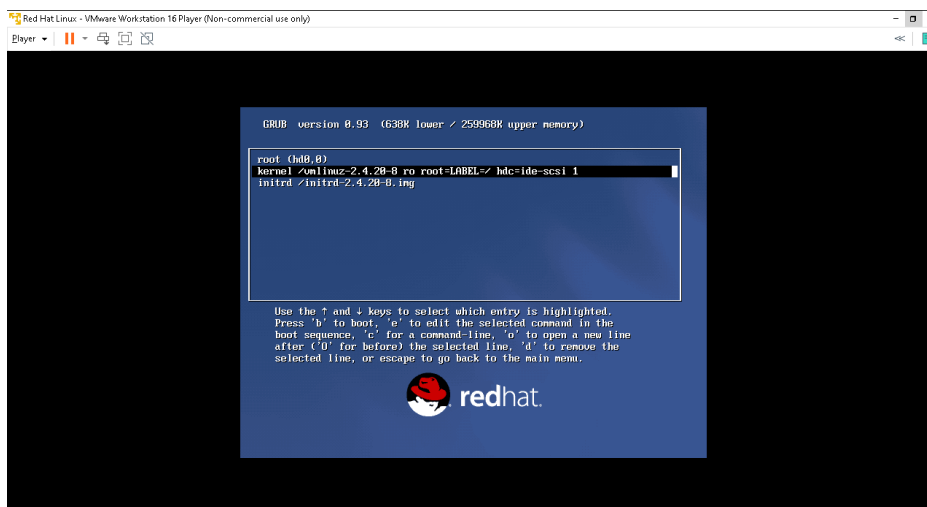 Red Hat Linux - VMware Workstation 16 Player (Non-commercial use only)
Player
GRUB version 0.93 (638K lower / 259968K upper memory)
root (hd0,0)
kernel /vmlinuz-2.4.20-8 ro root=LABEL=/ hdc=ide-scsi 1
initrd /initrd-2.4.20-8.img
Use the ↑ and ↓ keys to select which entry is highlighted.
Press 'b' to boot, 'e' to edit the selected command in the
boot sequence, 'c' for a command-line, 'o' to open a new line
after ('O' for before) the selected line, 'd' to remove the
selected line, or escape to go back to the main menu.
redhat.